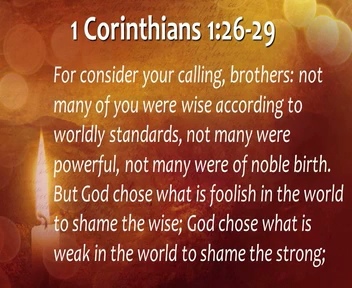 1 Corinthians 1:26-29
For consider your calling, brothers: not
many of you were wise according to
worldly standards, not many were
powerful, not many were of noble birth.
But God chose what is foolish in the world
to shame the wise; God chose what is
weak in the world to shame the strong;